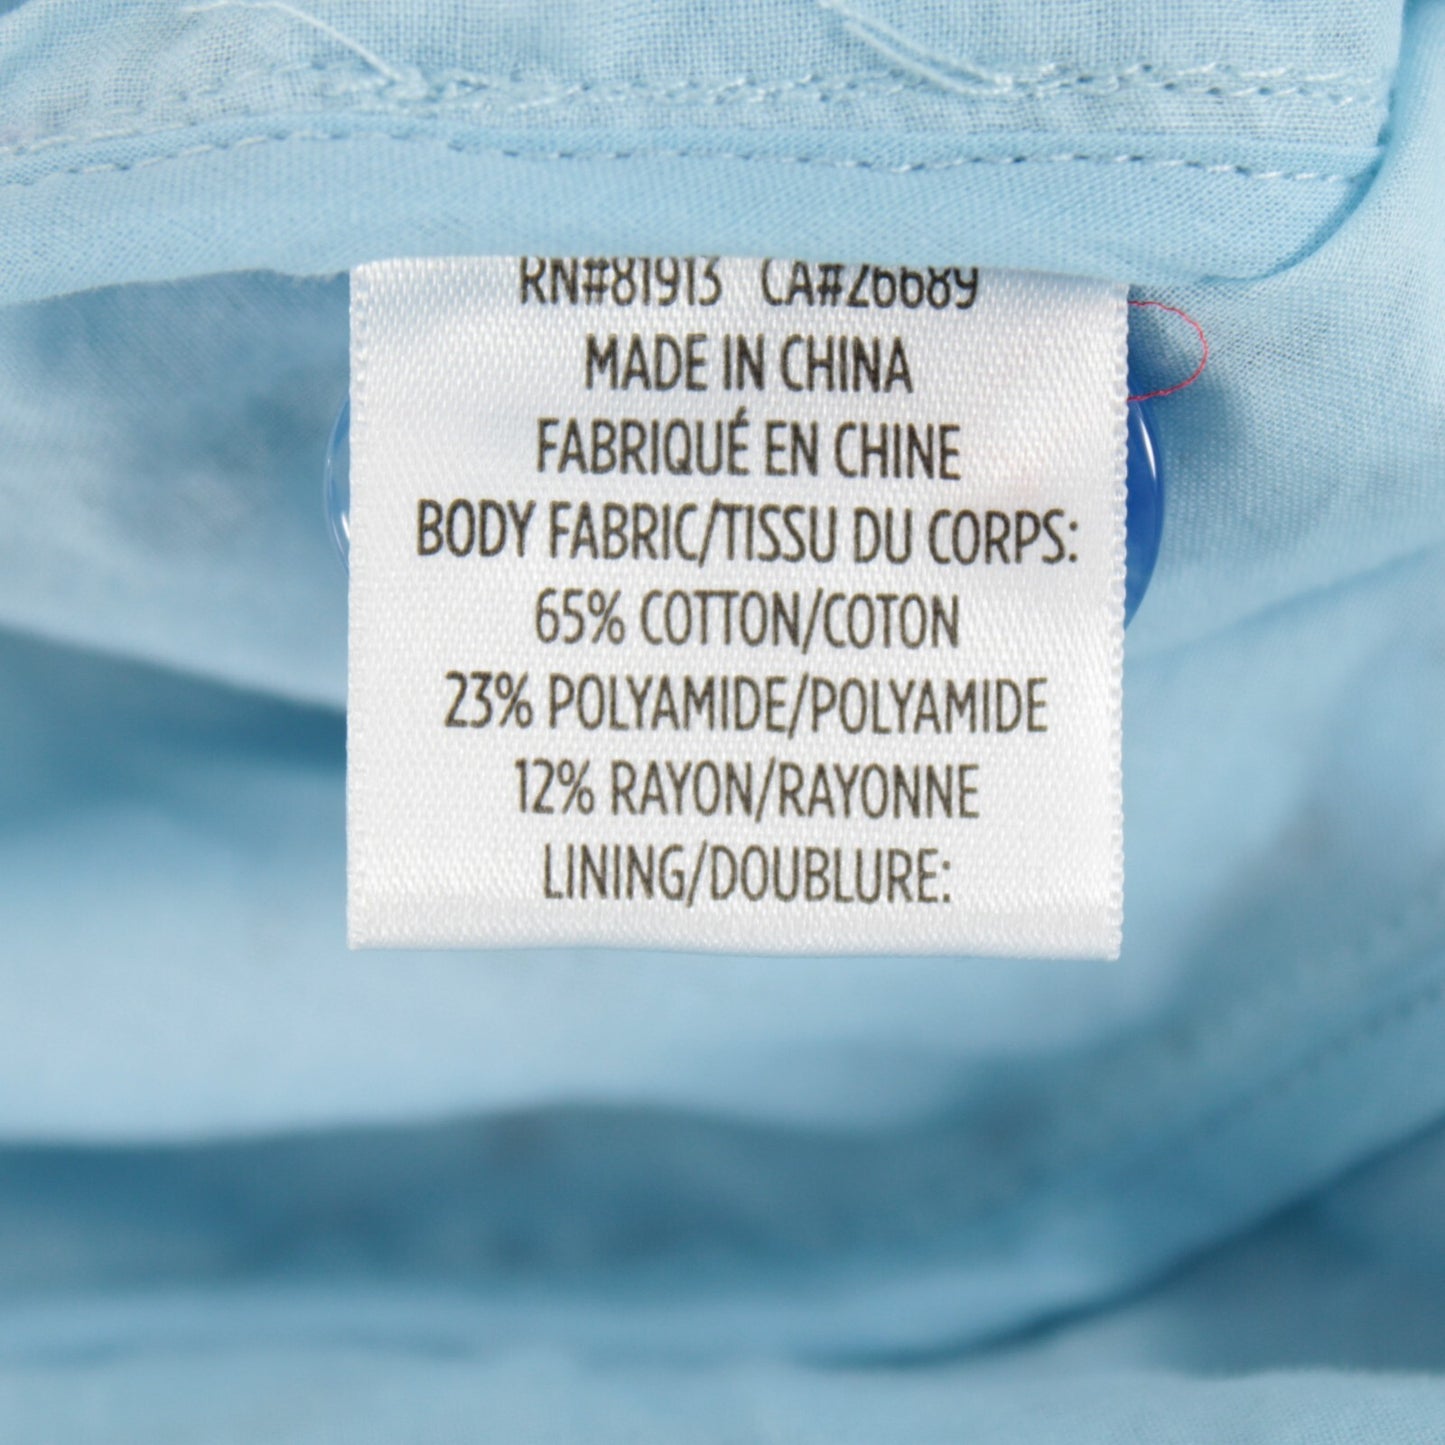 RN#81913 CA#26689
MADE IN CHINA
FABRIQUÉ EN CHINE
BODY FABRIC/TISSU DU CORPS:
65% COTTON/COTON
23% POLYAMIDE/POLYAMIDE
12% RAYON/RAYONNE
LINING/DOUBLURE: